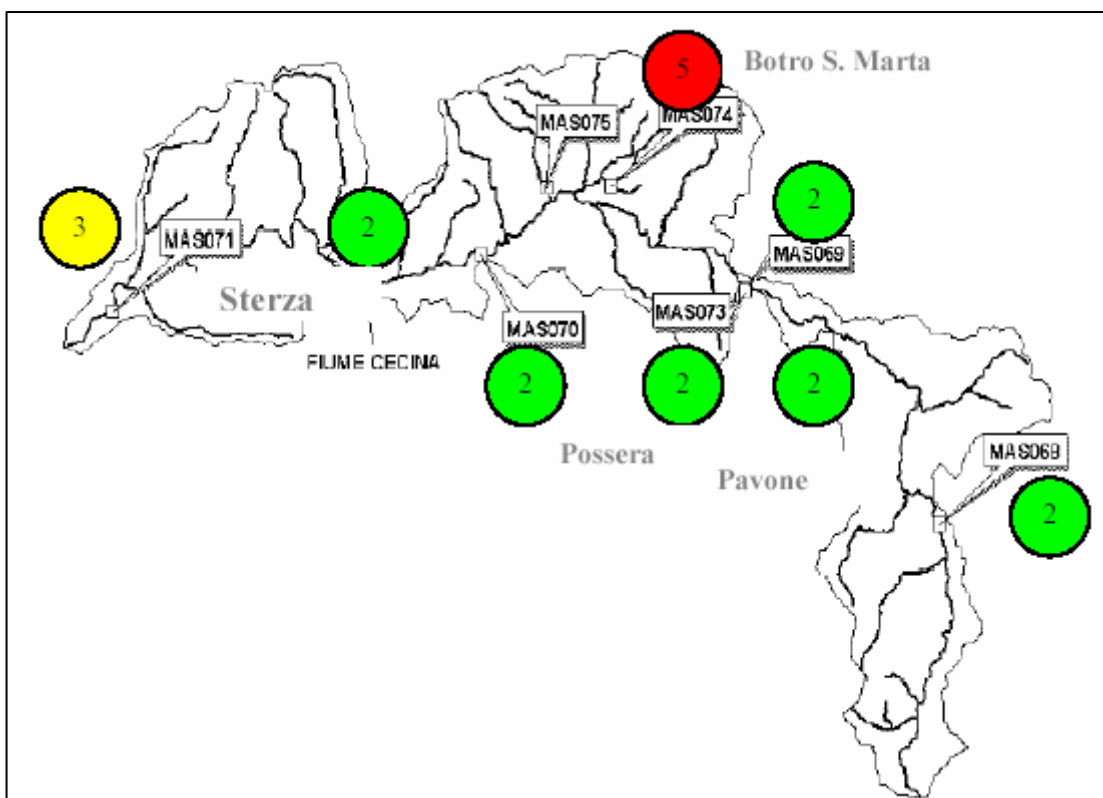 5
Botro S. Marta
MAS075
MAS074
2
3
2
MAS071
MAS069
Sterza
MAS073
MAS070
FIUME CECINA
2
2
2
Possera
MAS068
Pavone
2